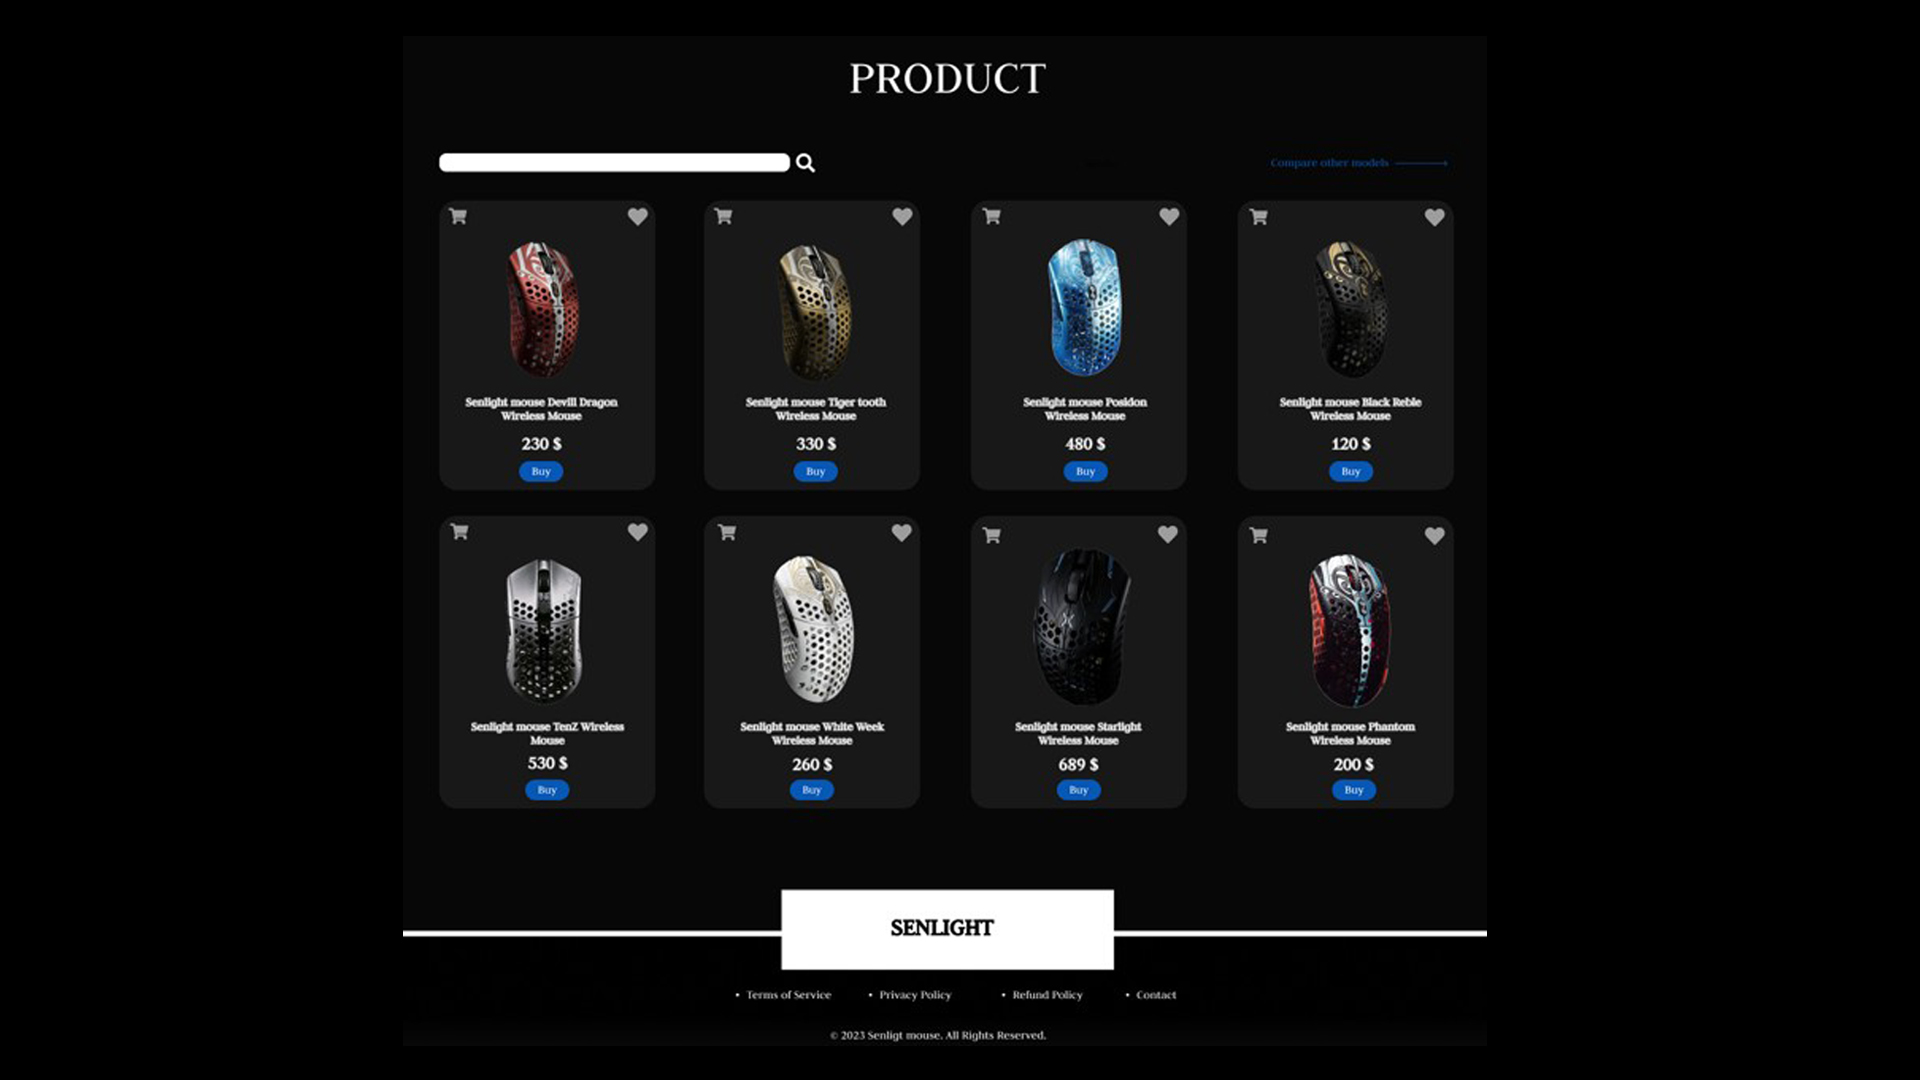 PRODUCT
Compare other models
Senlight mouse Devill Dragon
Wireless Mouse
230 $
Buy
Senlight mouse Tiger tooth
Wireless Mouse
330 $
Buy
Senlight mouse Posidon
Wireless Mouse
480 $
Buy
Senlight mouse Black Reble
Wireless Mouse
120 $
Buy
Senlight mouse TenZ Wireless
Mouse
530 $
Buy
Senlight mouse White Week
Wireless Mouse
260 $
Buy
Senlight mouse Starlight
Wireless Mouse
689 $
Buy
Senlight mouse Phantom
Wireless Mouse
200 $
Buy
SENLIGHT
• Terms of Service
• Privacy Policy
• Refund Policy
• Contact
© 2023 Senligt mouse. All Rights Reserved.